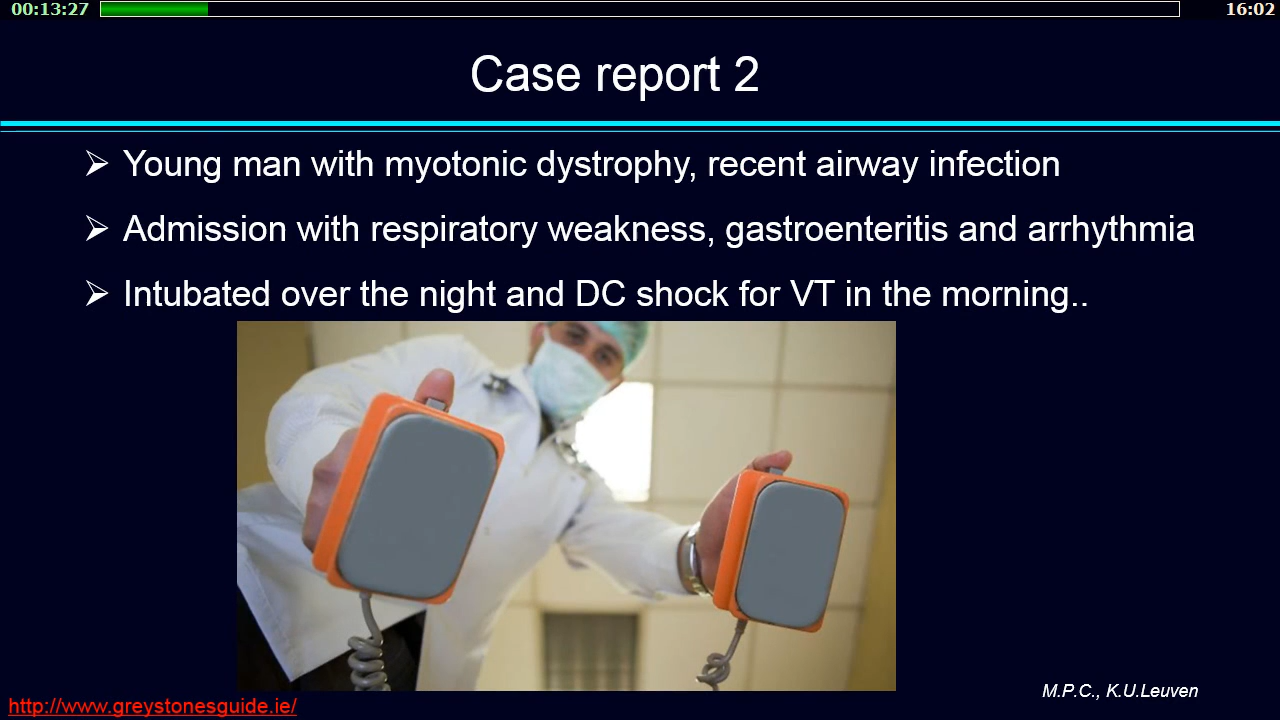 00:13:27
16:02
Case report 2
➢ Young man with myotonic dystrophy, recent airway infection
➢ Admission with respiratory weakness, gastroenteritis and arrhythmia
➢ Intubated over the night and DC shock for VT in the morning..
M.P.C., K.U.Leuven
http://www.greystonesguide.ie/